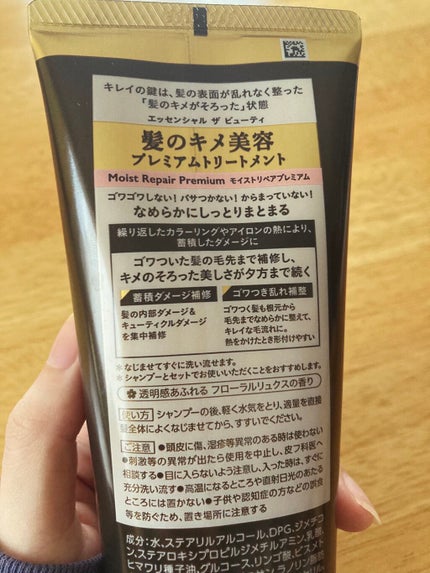 キレイの鍵は、髪の表面が乱れなく整った
「髪のキメがそろった」状態
エッセンシャル ザ ビューティ
髪のキメ美容
プレミアムトリートメント
Moist Repair Premium モイストリペアプレミアム
ゴワゴワしない！パサつかない！からまっていない！
なめらかにしっとりまとまる
繰り返したカラーリングやアイロンの熱により、
蓄積したダメージに
ゴワついた髪の毛先まで補修し、
キメのそろった美しさが夕方まで続く
蓄積ダメージ補修
髪の内部ダメージ&
キューティクルダメージ
を集中補修
ゴワつき乱れ補整
ゴワつく髪も根元から
毛先までなめらかに整えて、
キレイな毛流れに。
熱をかけたとき形付けやすい
*なじませてすぐに洗い流せます。
*シャンプーとセットでお使いいただくことをおすすめします。
透明感あふれる フローラルリュクスの香り
使い方 シャンプーの後、軽く水気をとり、適量を直接
髪全体によくなじませてから、すすいでください。
ご注意 ●頭皮に傷、湿疹等異常のある時は使わない
●刺激等の異常が出たら使用を中止し、皮フ科医へ
相談する●目に入らないよう注意し、入った時は、すぐに
充分洗い流す●高温になるところや直射日光のあたる
ところには置かない●子供や認知症の方などの誤食
等を防ぐため、置き場所に注意する
成分:水、ステアリルアルコール、DPG、ジメチコ
ン、ステアロキシプロピルジメチルアミン、乳酸、
ヒマワリ種子油、グルコース、リンゴ酸、ビスメト